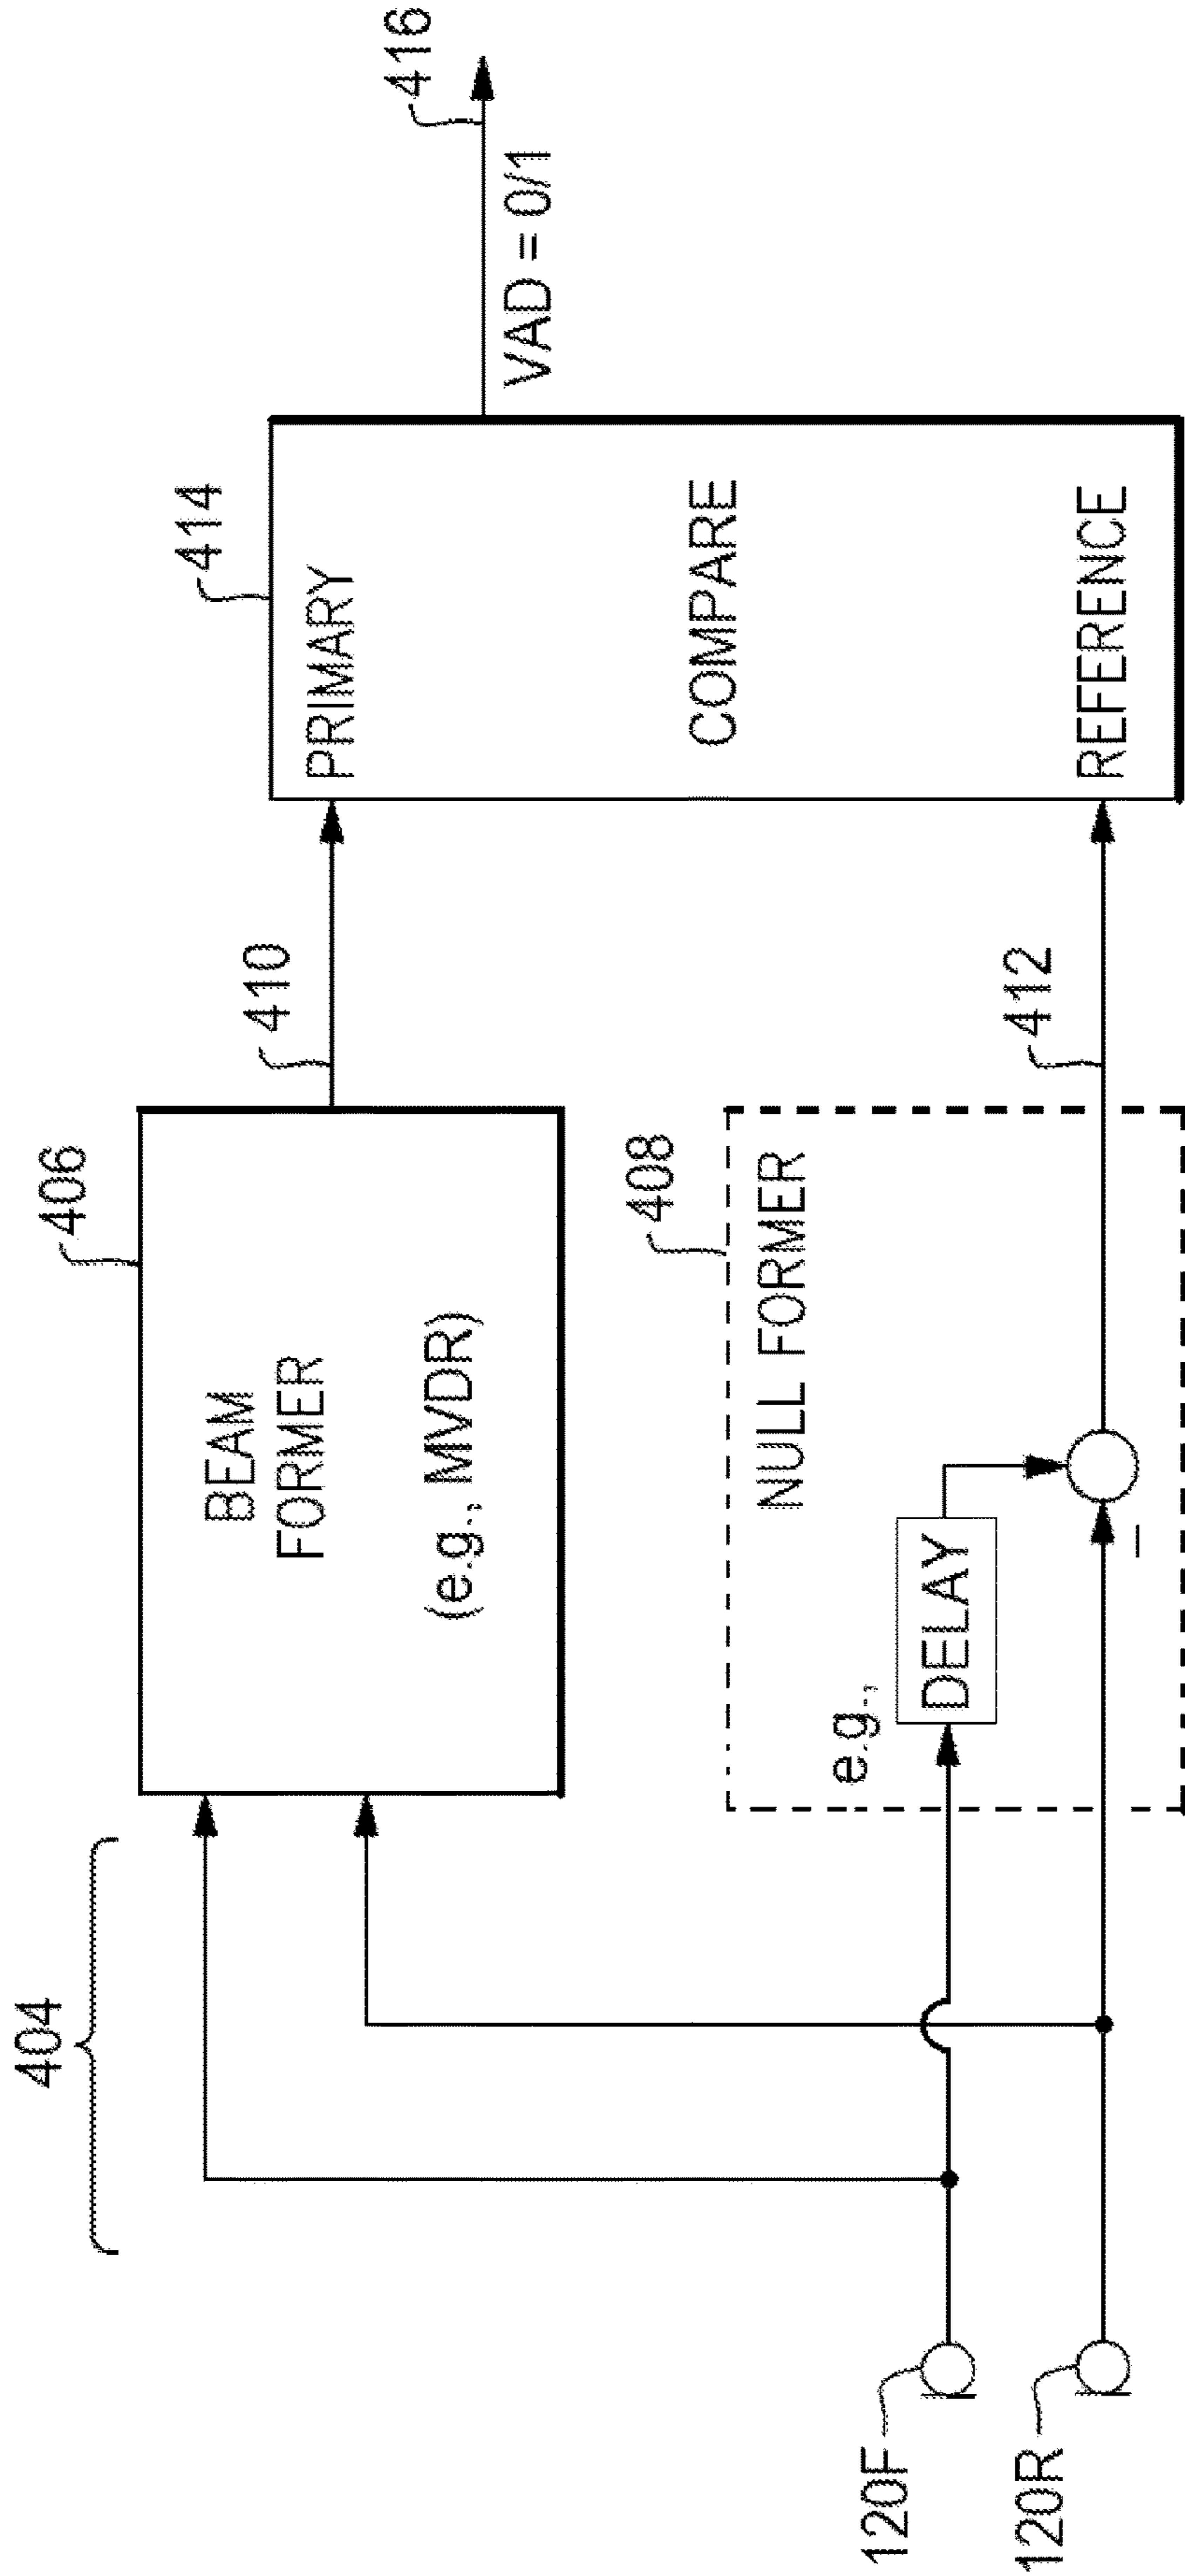 404
406
BEAM
FORMER
(e.g., MVDR)
410
414
PRIMARY
COMPARE
REFERENCE
416
VAD = 0/1
408
NULL FORMER
e.g.,
DELAY
–
412
120F
120R